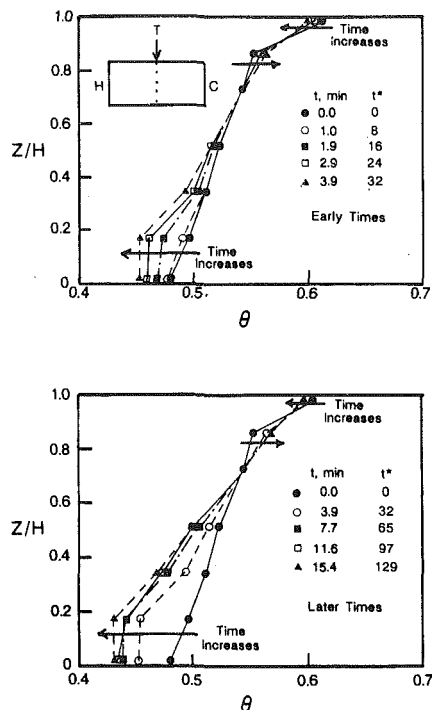 1.0
0.8
0.6
0.4
0.2
0
Z/H
T
H
C
Time
increases
t, min t*
0.0 0
1.0 8
1.9 16
2.9 24
3.9 32
Early Times
Time
Increases
0.4 0.5 0.6 0.7
θ
1.0
0.8
0.6
0.4
0.2
0
Z/H
Time
Increases
t, min t*
0.0 0
3.9 32
7.7 65
11.6 97
15.4 129
Later Times
Time
Increases
0.4 0.5 0.6 0.7
θ